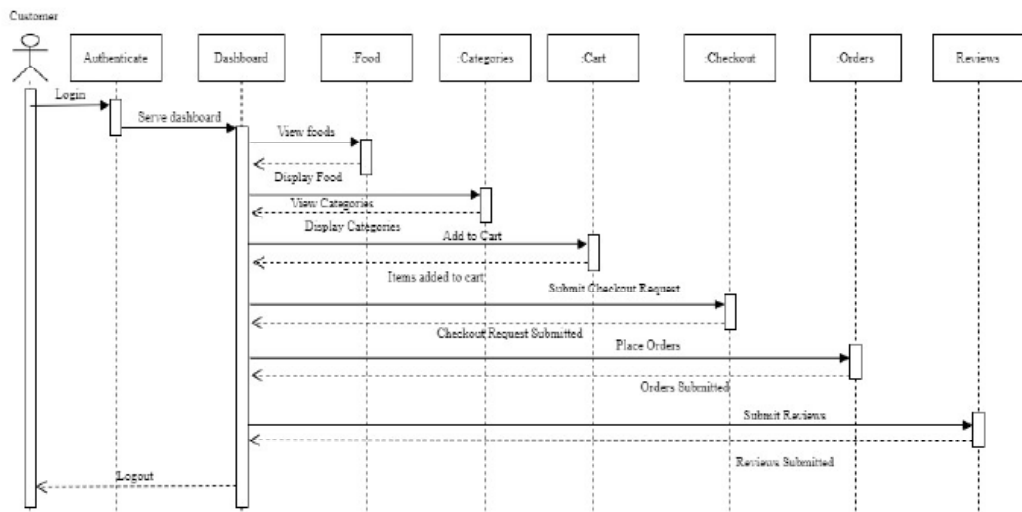 Customer
Authenticate
Dashboard
:Food
:Categories
:Cart
:Checkout
:Orders
Reviews
Login
Serve dashboard
View foods
Display Food
View Categories
Display Categories
Add to Cart
Items added to cart
Submit Checkout Request
Checkout Request Submitted
Place Orders
Orders Submitted
Submit Reviews
Reviews Submitted
Logout